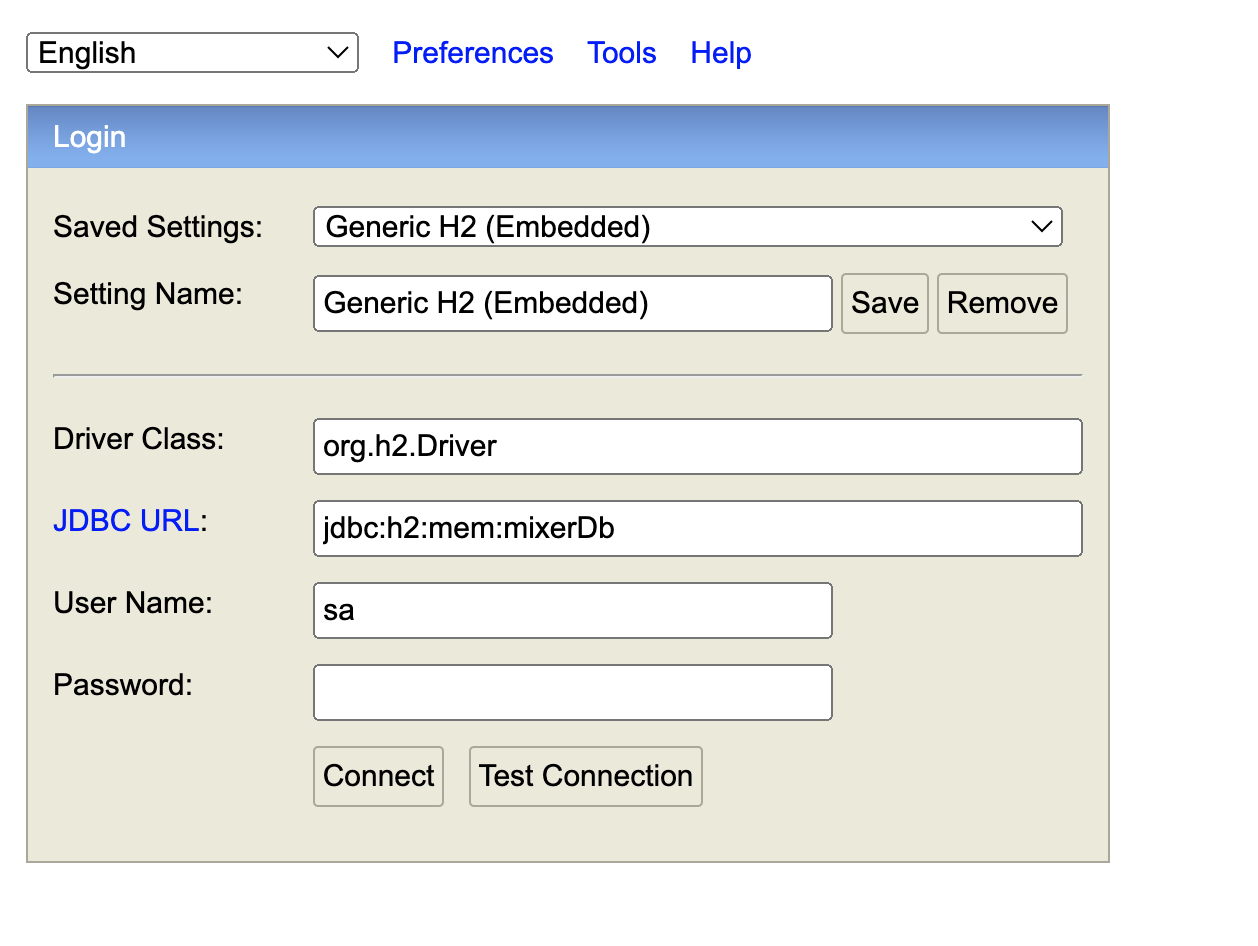 English Preferences Tools Help
Login
Saved Settings: Generic H2 (Embedded)
Setting Name: Generic H2 (Embedded) Save Remove
Driver Class: org.h2.Driver
JDBC URL: jdbc:h2:mem:mixerDb
User Name: sa
Password:
Connect Test Connection